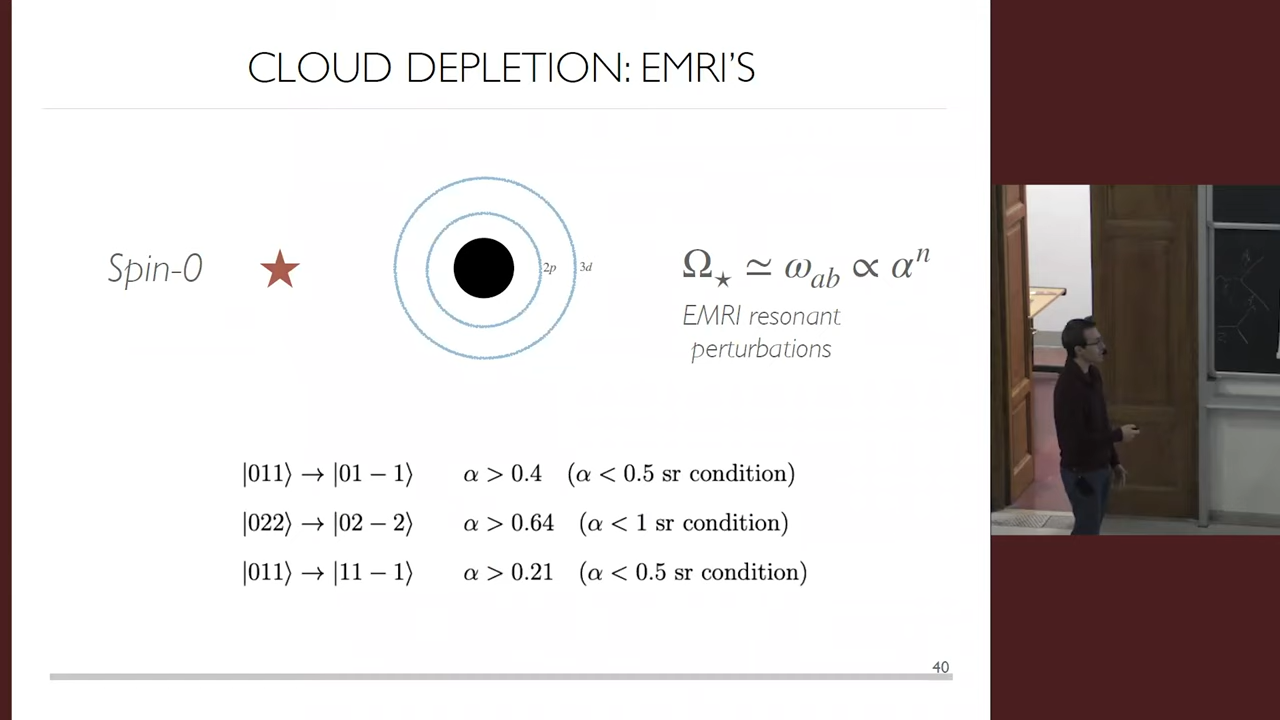 CLOUD DEPLETION: EMRI'S
Spin-0
2p
3d
Ω⋆ ≃ ω_ab ∝ αⁿ
EMRI resonant
perturbations
|011⟩ → |01 − 1⟩ α > 0.4 (α < 0.5 sr condition)
|022⟩ → |02 − 2⟩ α > 0.64 (α < 1 sr condition)
|011⟩ → |11 − 1⟩ α > 0.21 (α < 0.5 sr condition)
40